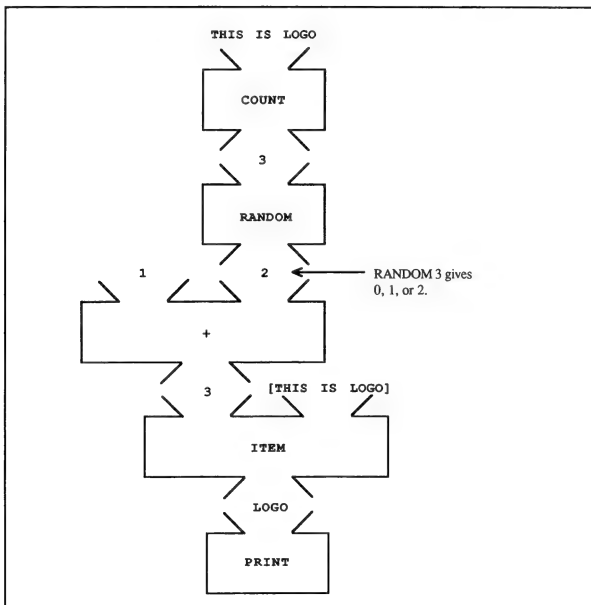 THIS IS LOGO
COUNT
3
RANDOM
1 2 RANDOM 3 gives
0, 1, or 2.
+
3 [THIS IS LOGO]
ITEM
LOGO
PRINT